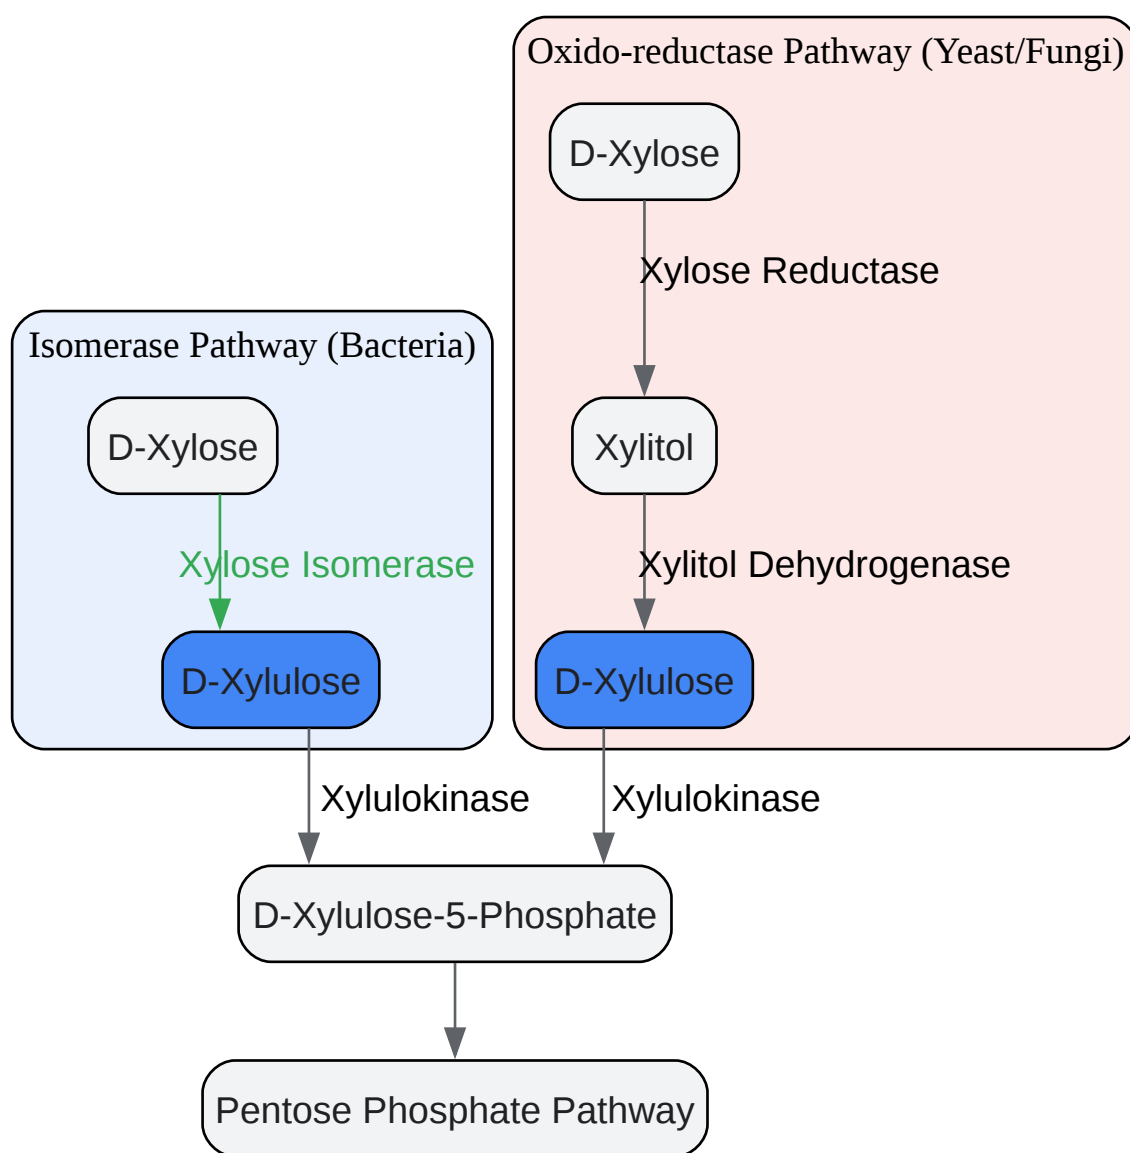 Oxido-reductase Pathway (Yeast/Fungi)
D-Xylose
Xylose Reductase
Isomerase Pathway (Bacteria)
D-Xylose
Xylitol
Xylose Isomerase
Xylitol Dehydrogenase
D-Xylulose
D-Xylulose
Xylulokinase
Xylulokinase
D-Xylulose-5-Phosphate
Pentose Phosphate Pathway